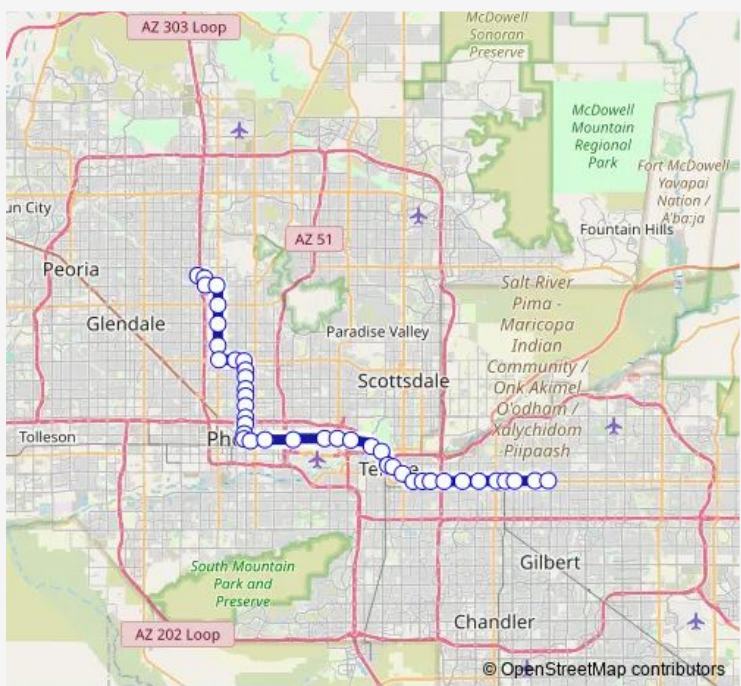 McDowell
Sonoran
Preserve
AZ 303 Loop
McDowell
Mountain
Regional
Park
Fort McDowell
Yavapai
Nation /
A'ba:ja
un City
AZ 51
Fountain Hills
Peoria
Salt River
Pima -
Maricopa
Indian
Community /
Onk Akimel
O'odham /
Xalychidom
Piipaash
Glendale
Paradise Valley
Scottsdale
Tolleson
Pho
Te
South Mountain
Park and
Preserve
Gilbert
Chandler
AZ 202 Loop
© OpenStreetMap contributors